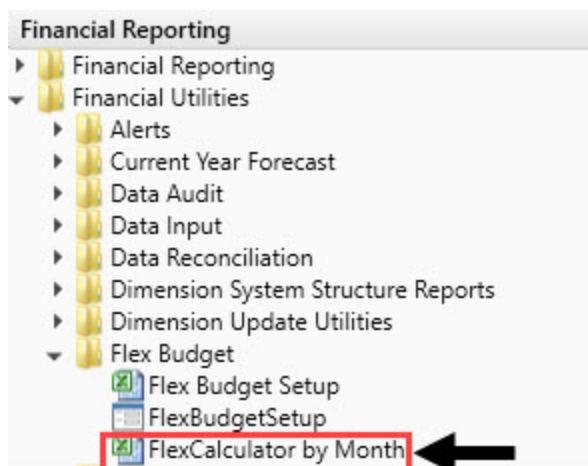 Financial Reporting
Financial Reporting
Financial Utilities
Alerts
Current Year Forecast
Data Audit
Data Input
Data Reconciliation
Dimension System Structure Reports
Dimension Update Utilities
Flex Budget
Flex Budget Setup
FlexBudgetSetup
FlexCalculator by Month